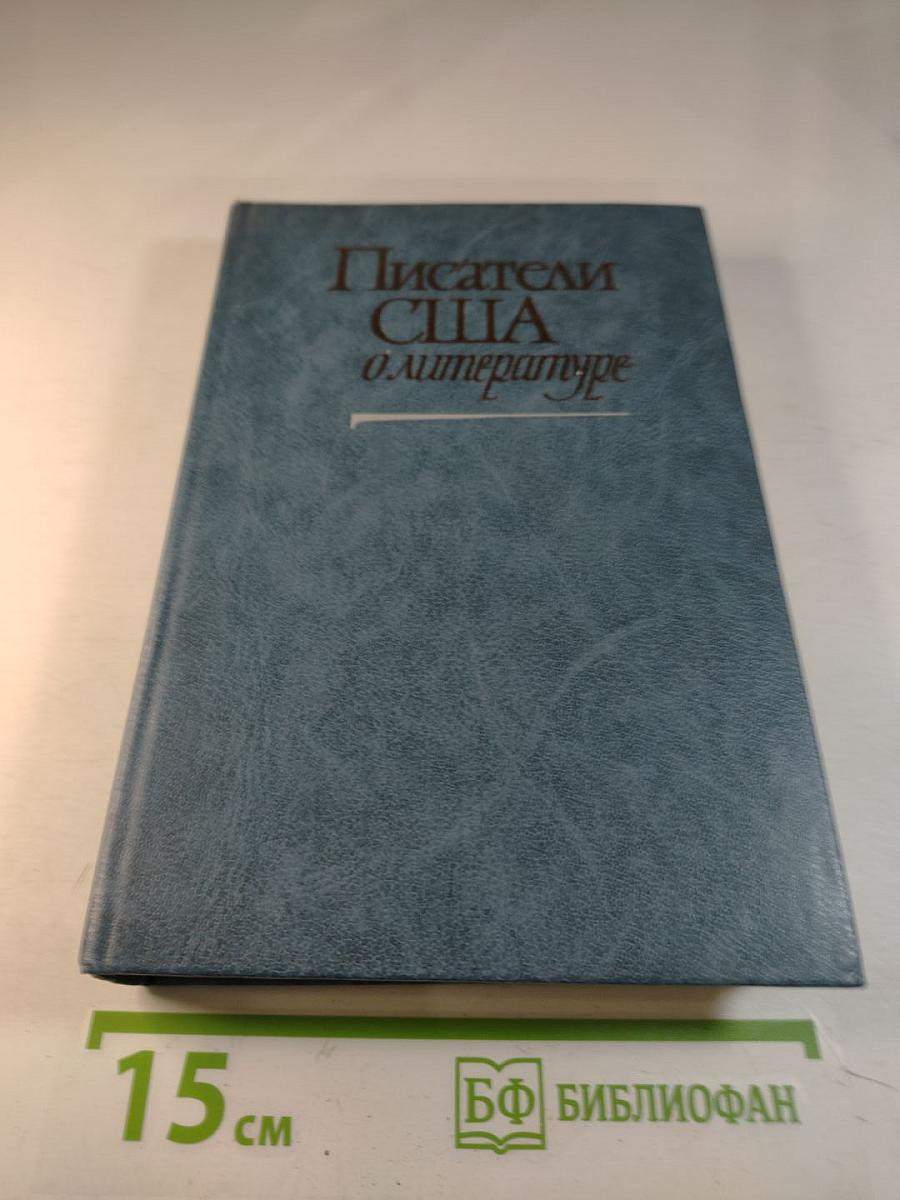 Писатели
США
о литературе
15 см
БФ БИБЛИОФАН